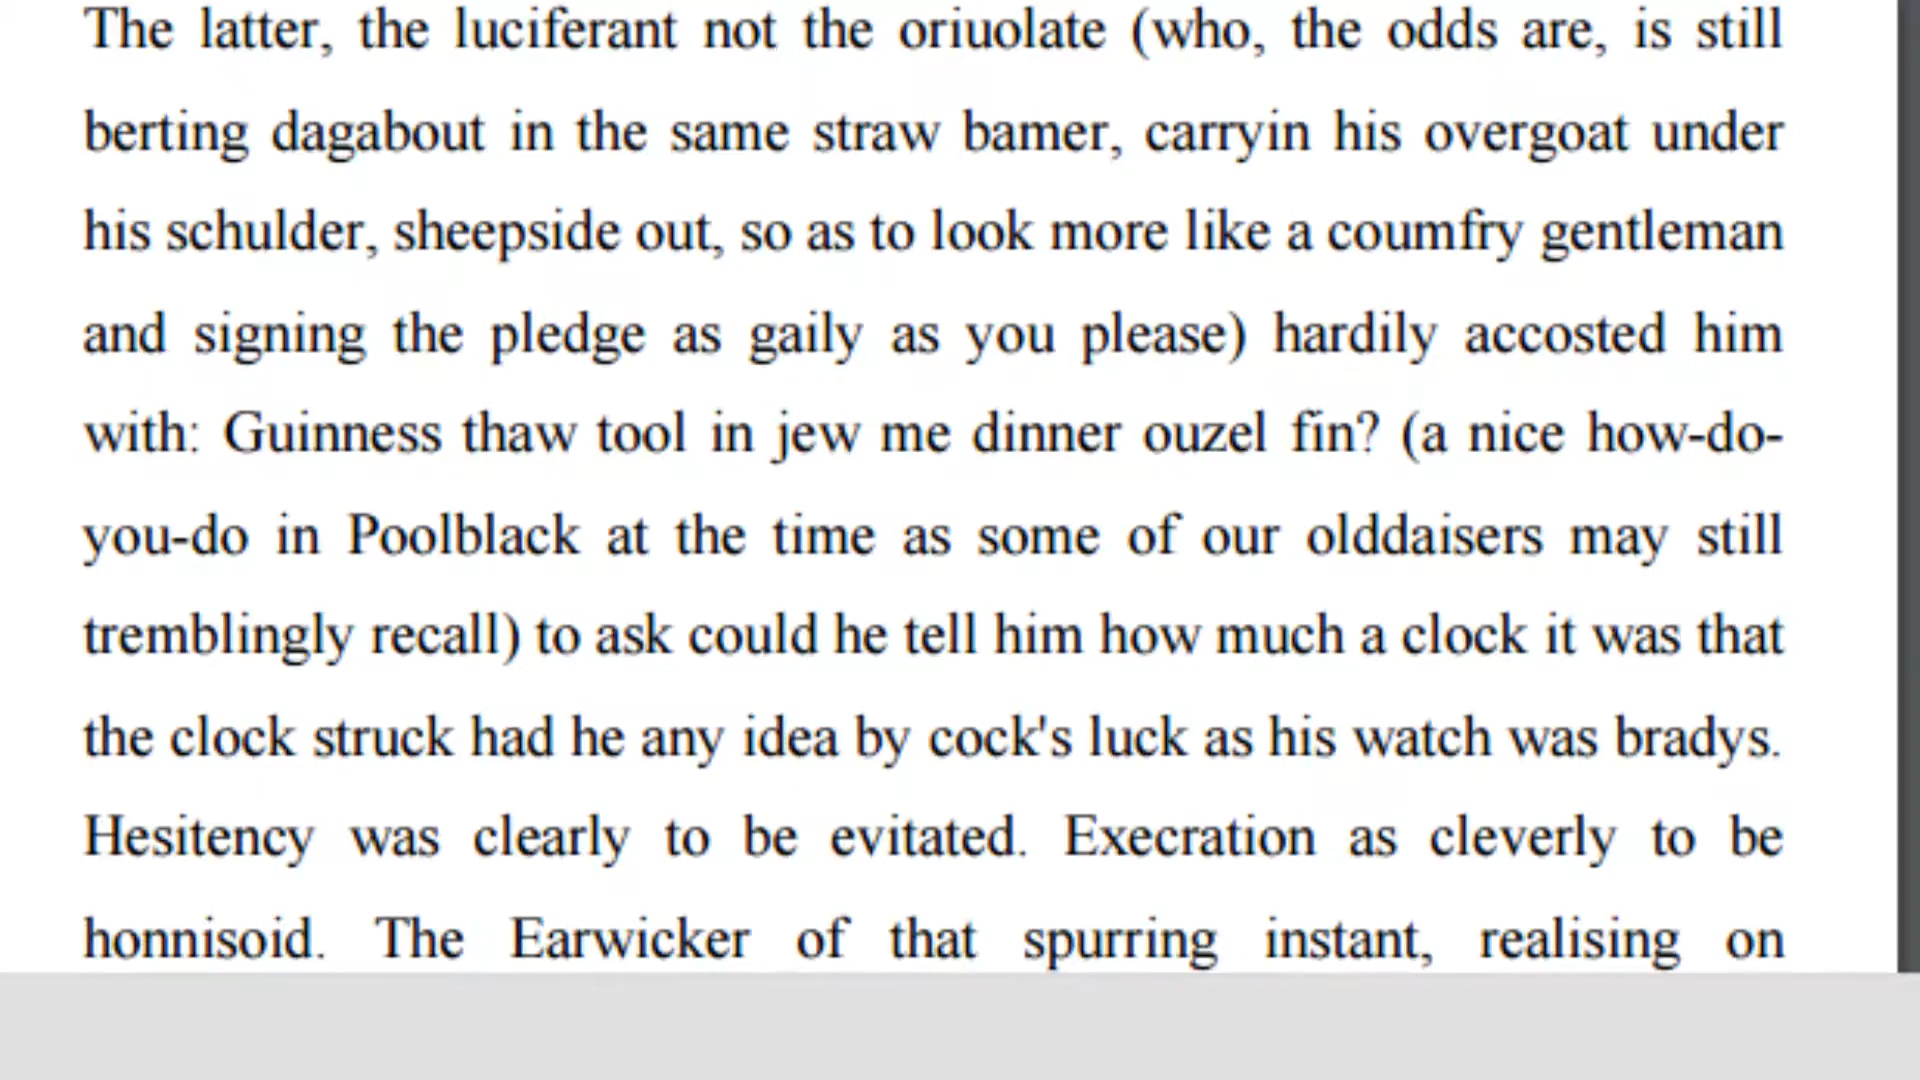 The latter, the luciferant not the oriuolate (who, the odds are, is still
berting dagabout in the same straw bamer, carryin his overgoat under
his schulder, sheepside out, so as to look more like a coumfry gentleman
and signing the pledge as gaily as you please) hardily accosted him
with: Guinness thaw tool in jew me dinner ouzel fin? (a nice how-do-
you-do in Poolblack at the time as some of our olddaisers may still
tremblingly recall) to ask could he tell him how much a clock it was that
the clock struck had he any idea by cock's luck as his watch was bradys.
Hesitency was clearly to be evitated. Execration as cleverly to be
honnisoid. The Earwicker of that spurring instant, realising on